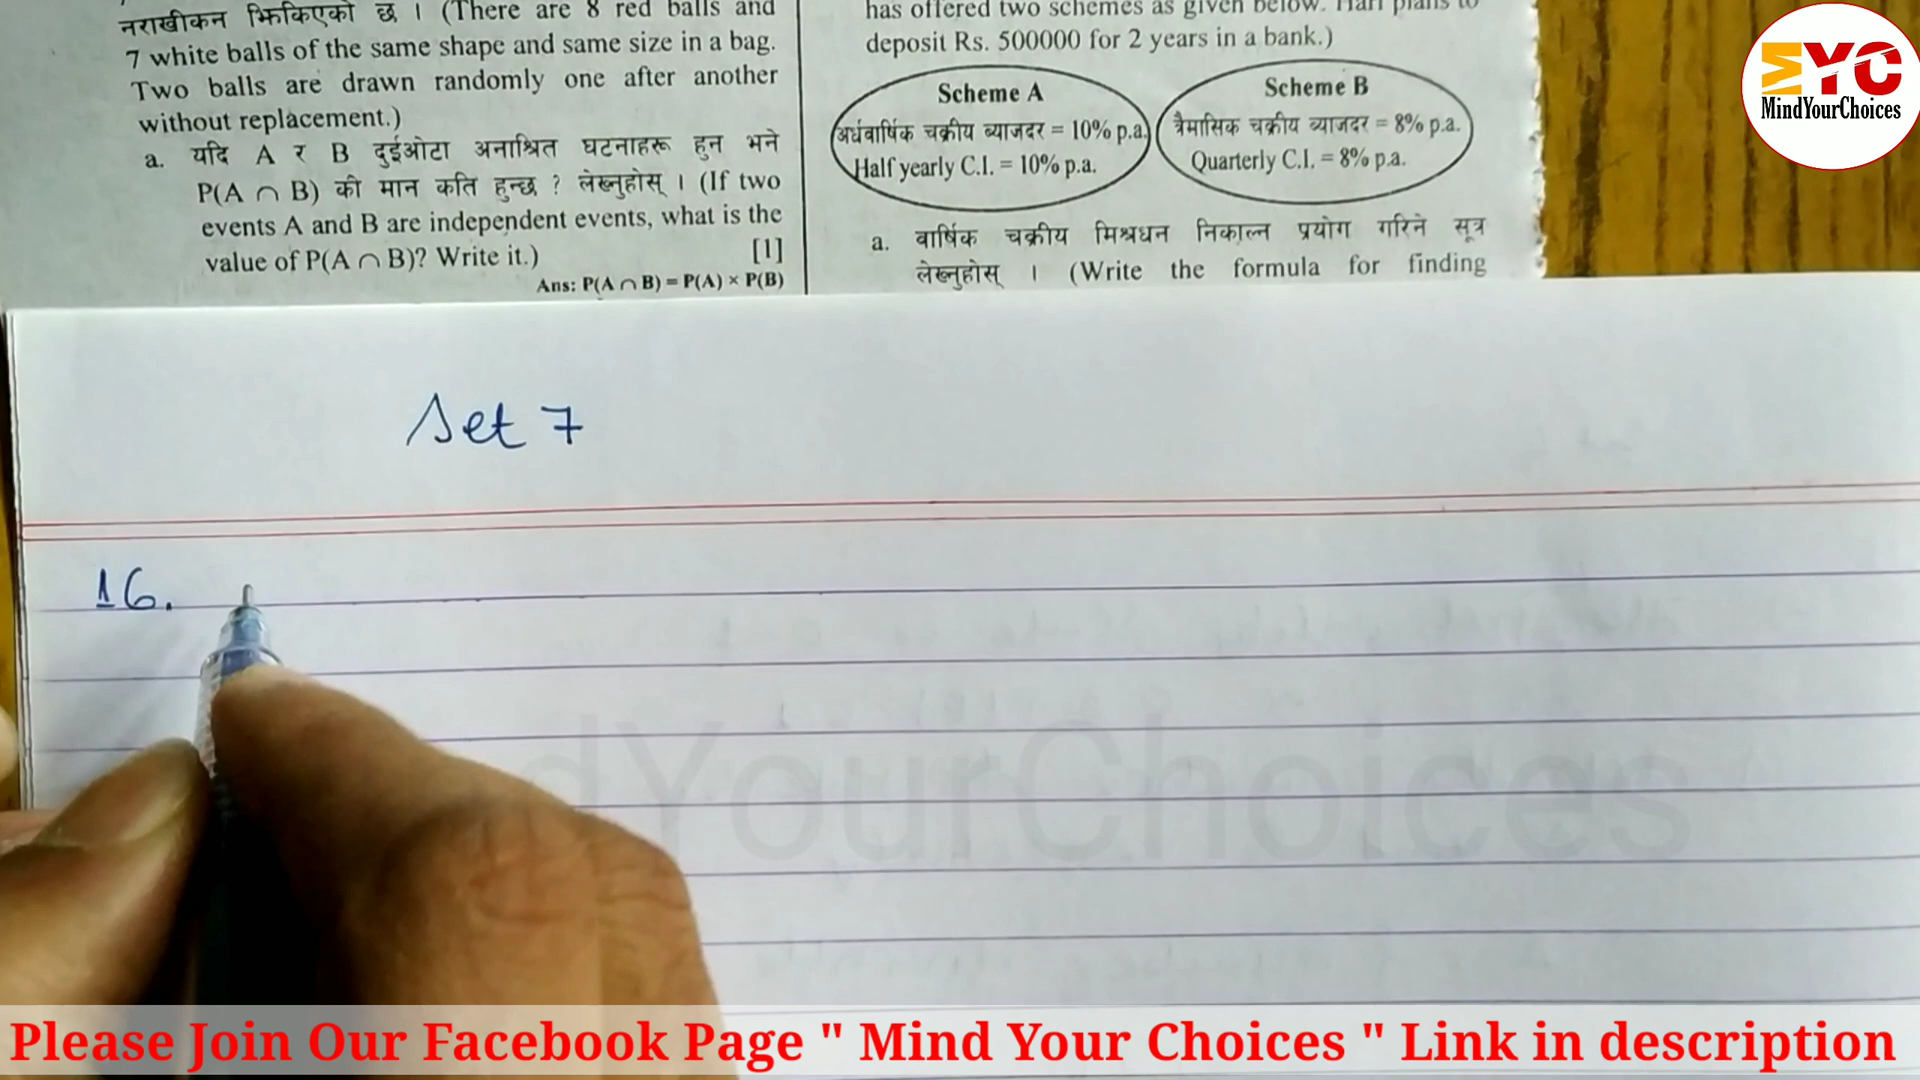 नराखीकन झिकिएको छ । (There are 8 red balls and
7 white balls of the same shape and same size in a bag.
Two balls are drawn randomly one after another
without replacement.)
a. यदि A र B दुईओटा अनाश्रित घटनाहरू हुन भने
P(A ∩ B) को मान कति हुन्छ ? लेख्नुहोस् । (If two
events A and B are independent events, what is the
value of P(A ∩ B)? Write it.) [1]
Ans: P(A ∩ B) = P(A) × P(B)
has offered two schemes as given below. Hari plans to
deposit Rs. 500000 for 2 years in a bank.)
Scheme A
अर्धवार्षिक चक्रीय ब्याजदर = 10% p.a.
Half yearly C.I. = 10% p.a.
Scheme B
त्रैमासिक चक्रीय ब्याजदर = 8% p.a.
Quarterly C.I. = 8% p.a.
a. वार्षिक चक्रीय मिश्रधन निकाल्न प्रयोग गरिने सूत्र
लेख्नुहोस् । (Write the formula for finding
MYC
MindYourChoices
Set 7
16.
dYourChoices
Please Join Our Facebook Page " Mind Your Choices " Link in description